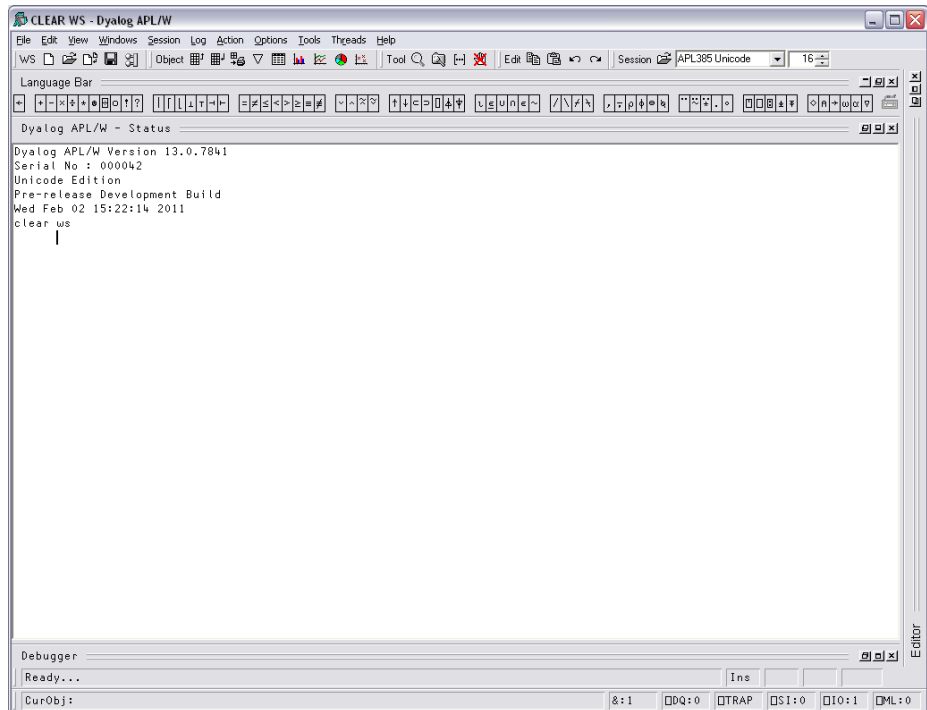 CLEAR WS - Dyalog APL/W
File Edit View Windows Session Log Action Options Tools Threads Help
WS Object Tool Edit Session APL385 Unicode 16
Language Bar
← + - × ÷ * ⍟ ⌹ ○ ! ? | ⌈ ⌊ ⊥ ⊤ ⊣ ⊢ = ≠ ≤ < > ≥ ≡ ≢ ∨ ∧ ⍲ ⍱ ↑ ↓ ⊂ ⊃ ⌷ ⍋ ⍒ ⍳ ⍷ ∪ ∩ ∊ ~ / \ ⌿ ⍀ , ⍪ ⍴ ⌽ ⊖ ⍉ ¨ ⍨ ⍣ . ∘ ⍞ ⎕ ⍠ ⍎ ⍕ ⋄ ⍝ → ⍵ ⍺ ∇
Dyalog APL/W - Status
Dyalog APL/W Version 13.0.7841
Serial No : 000042
Unicode Edition
Pre-release Development Build
Wed Feb 02 15:22:14 2011
clear ws
Editor
Debugger
Ready...
Ins
CurObj:
&:1 ⎕DQ:0 ⎕TRAP ⎕SI:0 ⎕IO:1 ⎕ML:0